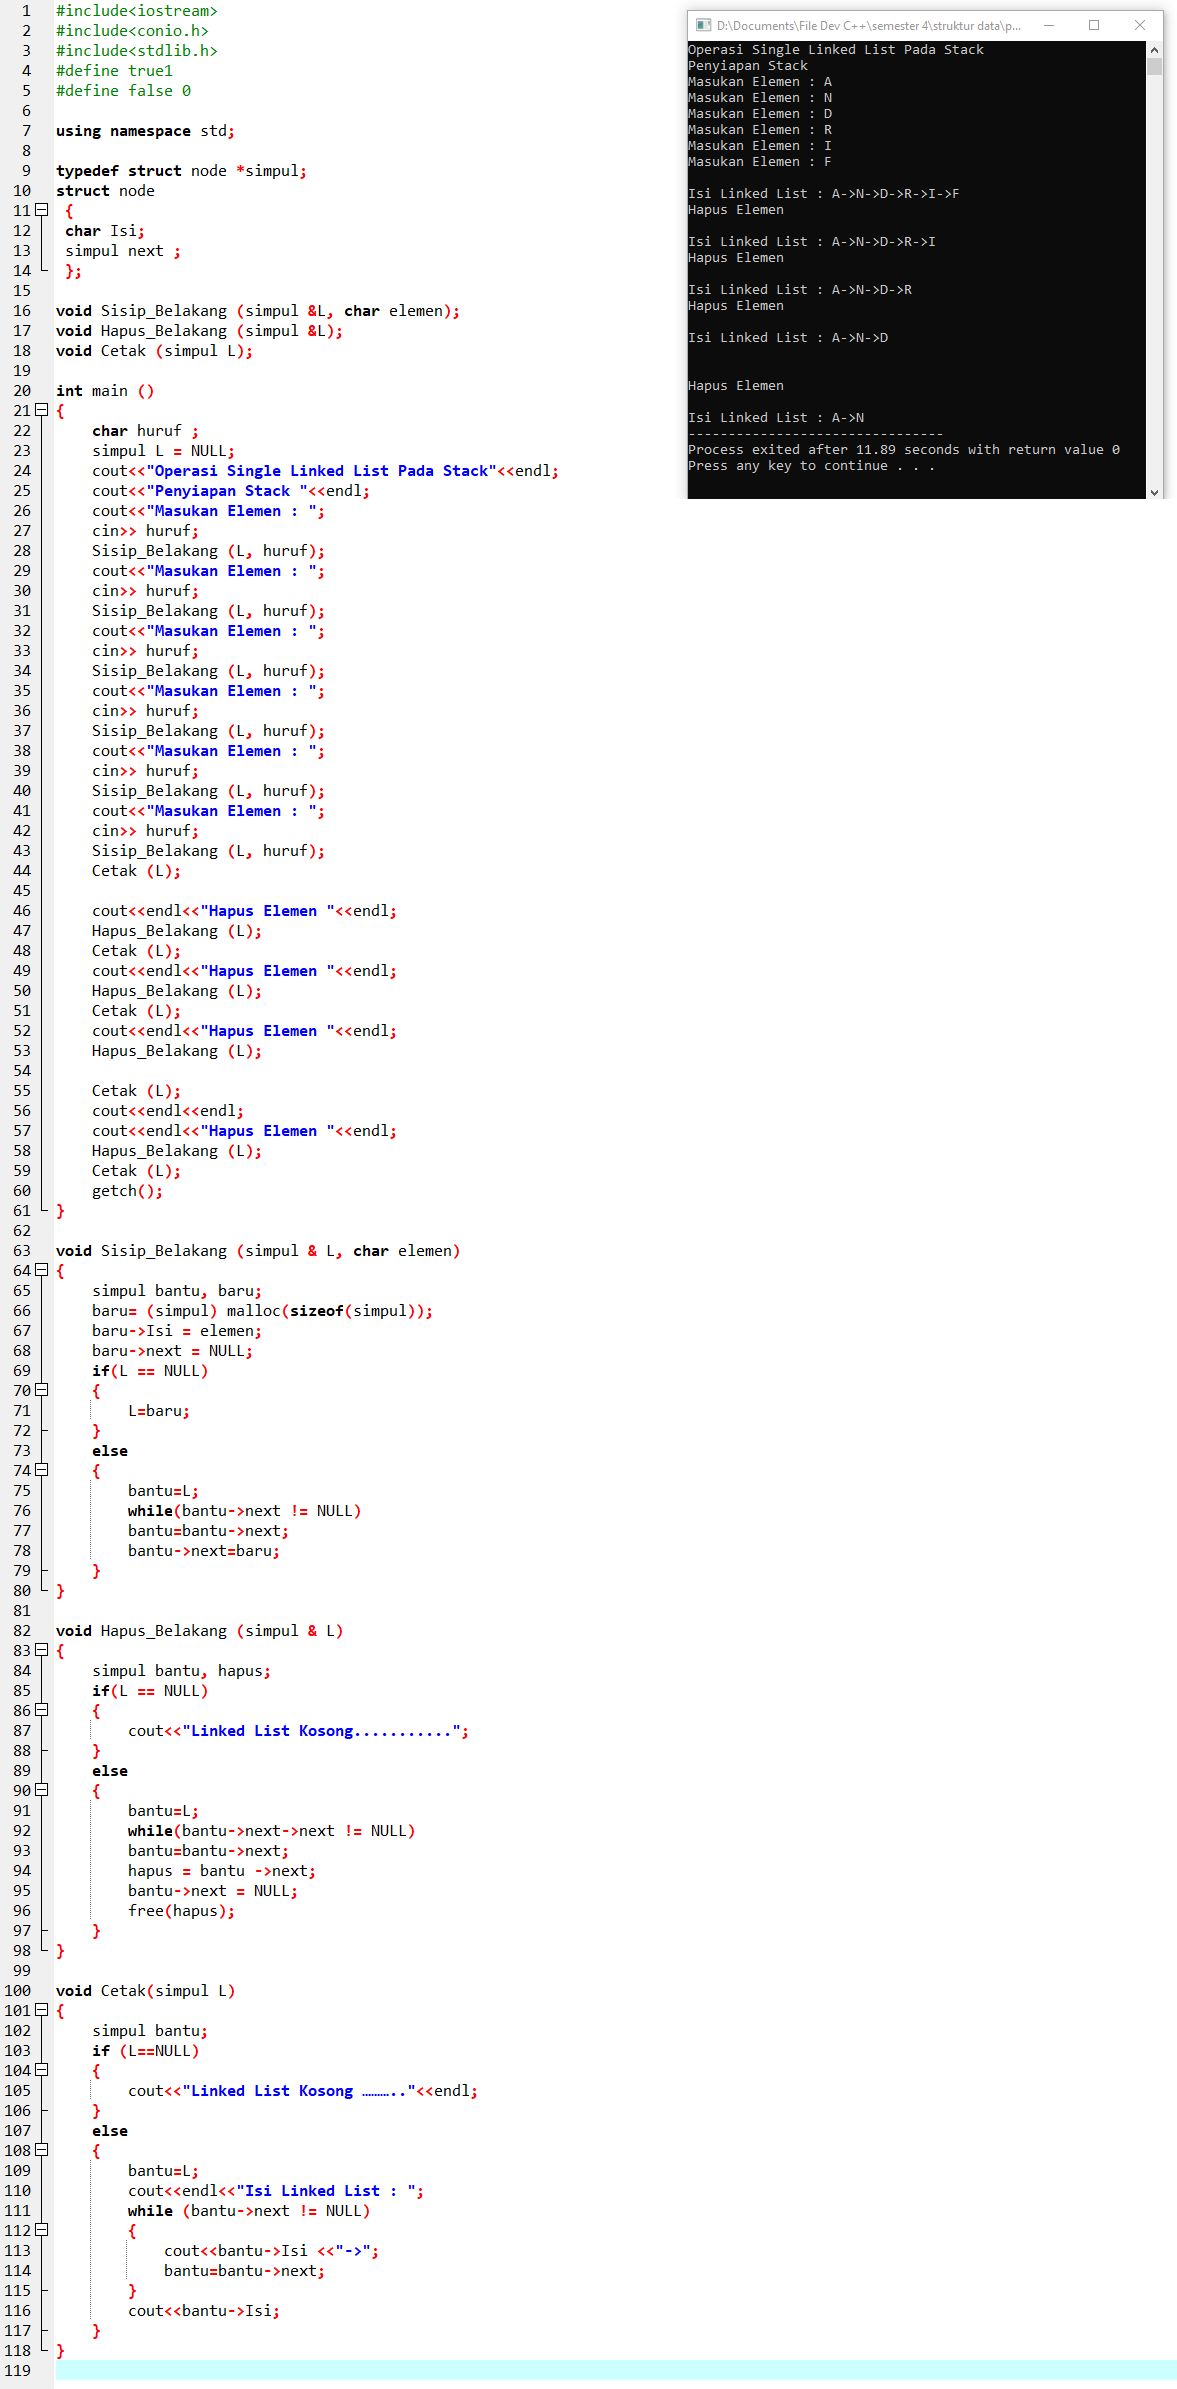 1 #include<iostream>
2 #include<conio.h>
3 #include<stdlib.h>
4 #define true1
5 #define false 0
6
7 using namespace std;
8
9 typedef struct node *simpul;
10 struct node
11 {
12 char Isi;
13 simpul next ;
14 };
15
16 void Sisip_Belakang (simpul &L, char elemen);
17 void Hapus_Belakang (simpul &L);
18 void Cetak (simpul L);
19
20 int main ()
21 {
22 char huruf ;
23 simpul L = NULL;
24 cout<<"Operasi Single Linked List Pada Stack"<<endl;
25 cout<<"Penyiapan Stack "<<endl;
26 cout<<"Masukan Elemen : ";
27 cin>> huruf;
28 Sisip_Belakang (L, huruf);
29 cout<<"Masukan Elemen : ";
30 cin>> huruf;
31 Sisip_Belakang (L, huruf);
32 cout<<"Masukan Elemen : ";
33 cin>> huruf;
34 Sisip_Belakang (L, huruf);
35 cout<<"Masukan Elemen : ";
36 cin>> huruf;
37 Sisip_Belakang (L, huruf);
38 cout<<"Masukan Elemen : ";
39 cin>> huruf;
40 Sisip_Belakang (L, huruf);
41 cout<<"Masukan Elemen : ";
42 cin>> huruf;
43 Sisip_Belakang (L, huruf);
44 Cetak (L);
45
46 cout<<endl<<"Hapus Elemen "<<endl;
47 Hapus_Belakang (L);
48 Cetak (L);
49 cout<<endl<<"Hapus Elemen "<<endl;
50 Hapus_Belakang (L);
51 Cetak (L);
52 cout<<endl<<"Hapus Elemen "<<endl;
53 Hapus_Belakang (L);
54
55 Cetak (L);
56 cout<<endl<<endl;
57 cout<<endl<<"Hapus Elemen "<<endl;
58 Hapus_Belakang (L);
59 Cetak (L);
60 getch();
61 }
62
63 void Sisip_Belakang (simpul & L, char elemen)
64 {
65 simpul bantu, baru;
66 baru= (simpul) malloc(sizeof(simpul));
67 baru->Isi = elemen;
68 baru->next = NULL;
69 if(L == NULL)
70 {
71 L=baru;
72 }
73 else
74 {
75 bantu=L;
76 while(bantu->next != NULL)
77 bantu=bantu->next;
78 bantu->next=baru;
79 }
80 }
81
82 void Hapus_Belakang (simpul & L)
83 {
84 simpul bantu, hapus;
85 if(L == NULL)
86 {
87 cout<<"Linked List Kosong...........";
88 }
89 else
90 {
91 bantu=L;
92 while(bantu->next->next != NULL)
93 bantu=bantu->next;
94 hapus = bantu ->next;
95 bantu->next = NULL;
96 free(hapus);
97 }
98 }
99
100 void Cetak(simpul L)
101 {
102 simpul bantu;
103 if (L==NULL)
104 {
105 cout<<"Linked List Kosong ……….."<<endl;
106 }
107 else
108 {
109 bantu=L;
110 cout<<endl<<"Isi Linked List : ";
111 while (bantu->next != NULL)
112 {
113 cout<<bantu->Isi <<"->";
114 bantu=bantu->next;
115 }
116 cout<<bantu->Isi;
117 }
118 }
119
D:\Documents\File Dev C++\semester 4\struktur data\p...
Operasi Single Linked List Pada Stack
Penyiapan Stack
Masukan Elemen : A
Masukan Elemen : N
Masukan Elemen : D
Masukan Elemen : R
Masukan Elemen : I
Masukan Elemen : F
Isi Linked List : A->N->D->R->I->F
Hapus Elemen
Isi Linked List : A->N->D->R->I
Hapus Elemen
Isi Linked List : A->N->D->R
Hapus Elemen
Isi Linked List : A->N->D
Hapus Elemen
Isi Linked List : A->N
--------------------------------
Process exited after 11.89 seconds with return value 0
Press any key to continue . . .